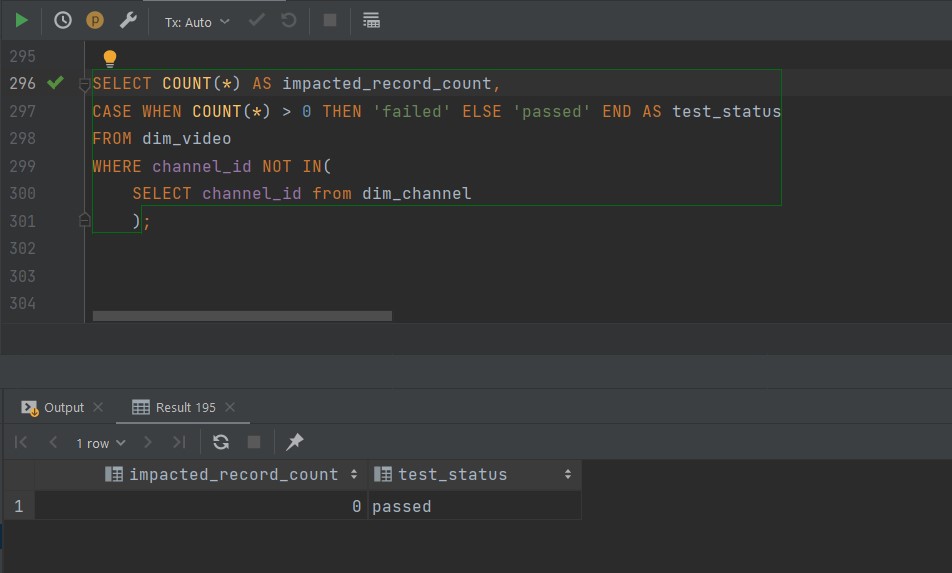 Tx: Auto
295
296 SELECT COUNT(*) AS impacted_record_count,
297 CASE WHEN COUNT(*) > 0 THEN 'failed' ELSE 'passed' END AS test_status
298 FROM dim_video
299 WHERE channel_id NOT IN(
300 SELECT channel_id from dim_channel
301 );
302
303
304
Output Result 195
1 row
impacted_record_count test_status
1 0 passed